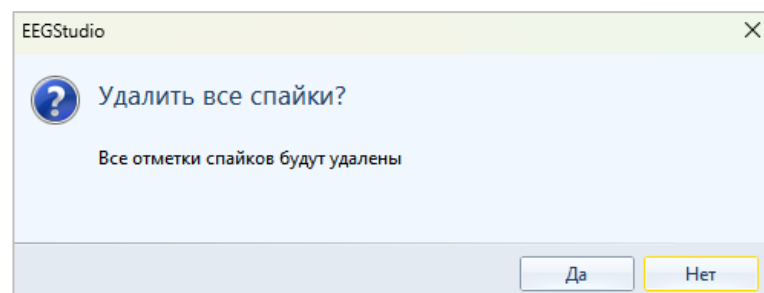 EEGStudio
Удалить все спайки?
Все отметки спайков будут удалены
Да
Нет